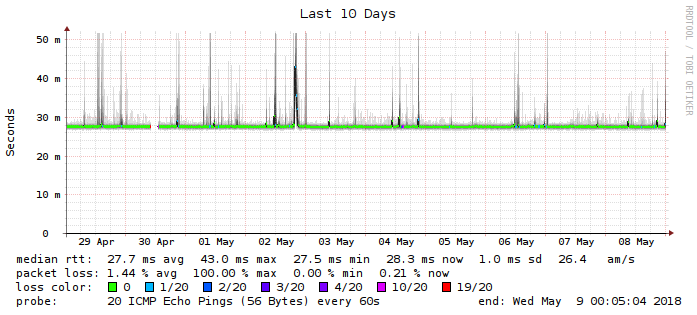 Last 10 Days
RRDTOOL / TOBI OETIKER
Seconds
50 m
40 m
30 m
20 m
10 m
0
29 Apr 30 Apr 01 May 02 May 03 May 04 May 05 May 06 May 07 May 08 May
median rtt: 27.7 ms avg 43.0 ms max 27.5 ms min 28.3 ms now 1.0 ms sd 26.4 am/s
packet loss: 1.44 % avg 100.00 % max 0.00 % min 0.21 % now
loss color: 0 1/20 2/20 3/20 4/20 10/20 19/20
probe: 20 ICMP Echo Pings (56 Bytes) every 60s end: Wed May 9 00:05:04 2018